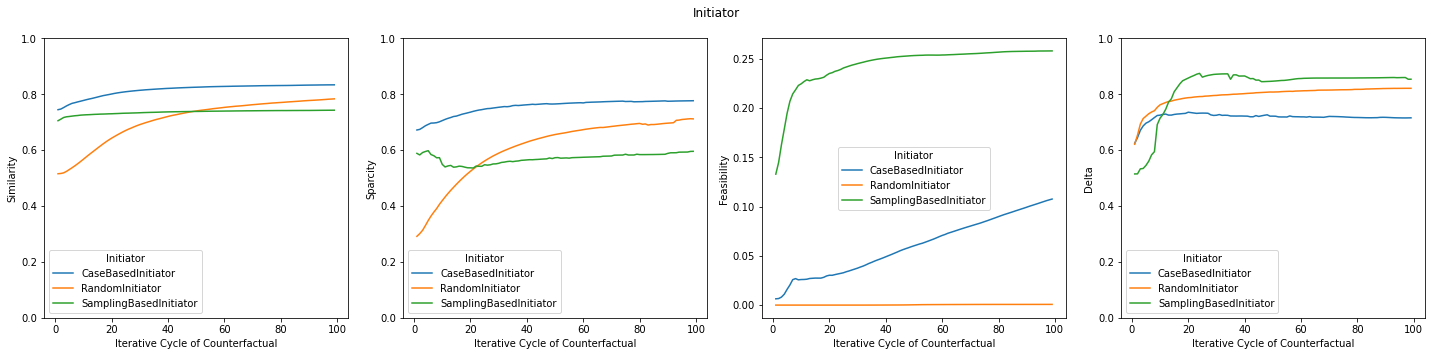 Initiator
1.0
0.8
0.6
0.4
0.2
0.0
Similarity
Initiator
CaseBasedInitiator
RandomInitiator
SamplingBasedInitiator
0 20 40 60 80 100
Iterative Cycle of Counterfactual
1.0
0.8
0.6
0.4
0.2
0.0
Sparcity
Initiator
CaseBasedInitiator
RandomInitiator
SamplingBasedInitiator
0 20 40 60 80 100
Iterative Cycle of Counterfactual
0.25
0.20
0.15
0.10
0.05
0.00
Feasibility
Initiator
CaseBasedInitiator
RandomInitiator
SamplingBasedInitiator
0 20 40 60 80 100
Iterative Cycle of Counterfactual
1.0
0.8
0.6
0.4
0.2
0.0
Delta
Initiator
CaseBasedInitiator
RandomInitiator
SamplingBasedInitiator
0 20 40 60 80 100
Iterative Cycle of Counterfactual